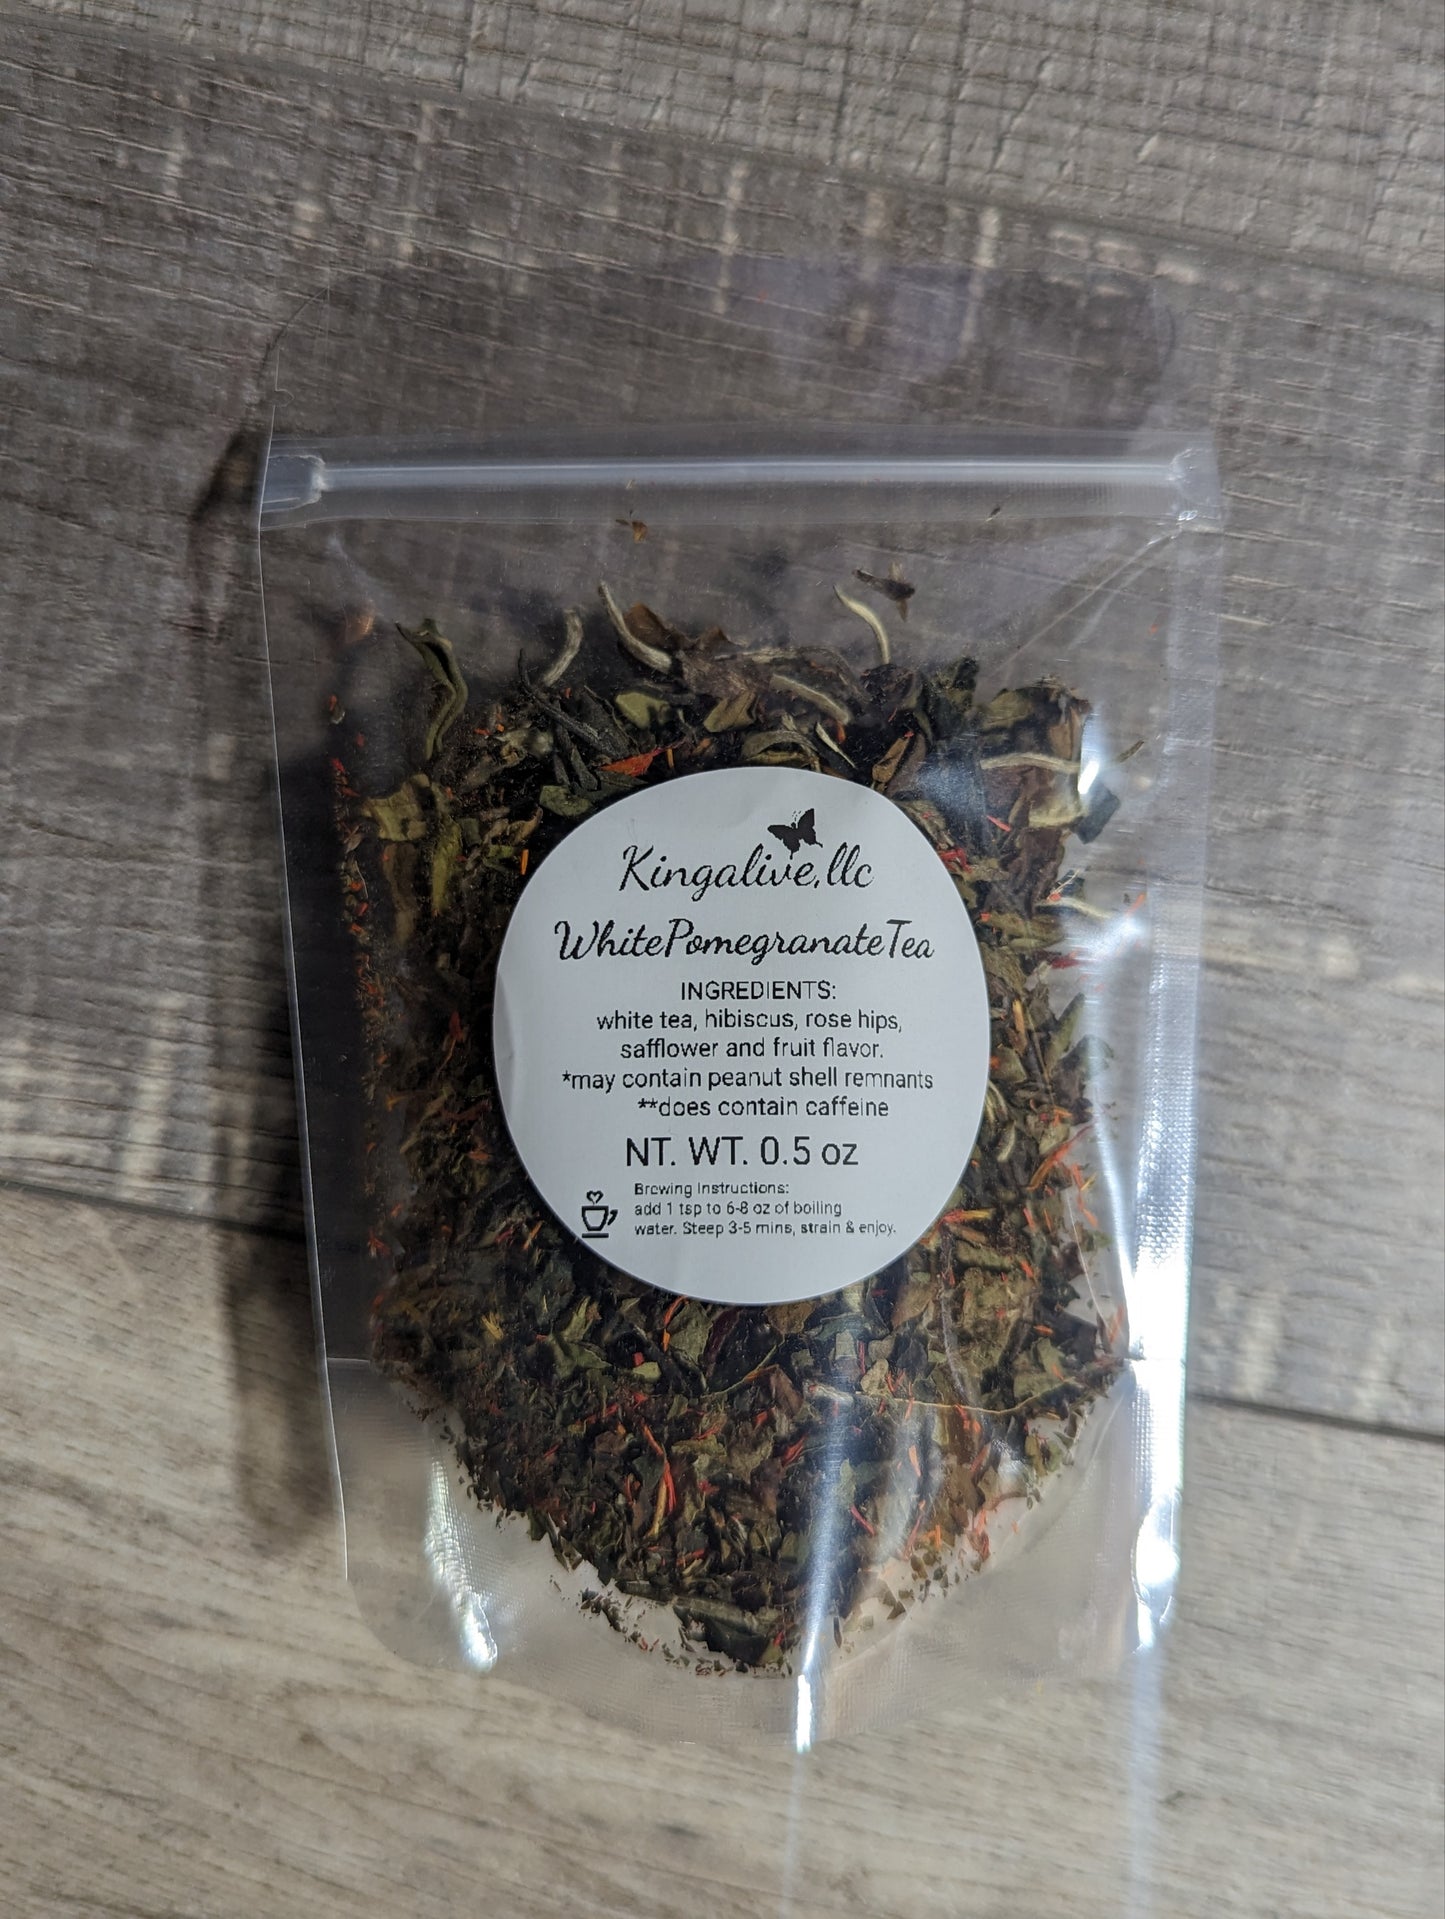 Kingalive.llc
WhitePomegranateTea
INGREDIENTS:
white tea, hibiscus, rose hips,
safflower and fruit flavor.
*may contain peanut shell remnants
**does contain caffeine
NT. WT. 0.5 oz
Brewing Instructions:
add 1 tsp to 6-8 oz of boiling
water. Steep 3-5 mins, strain & enjoy.